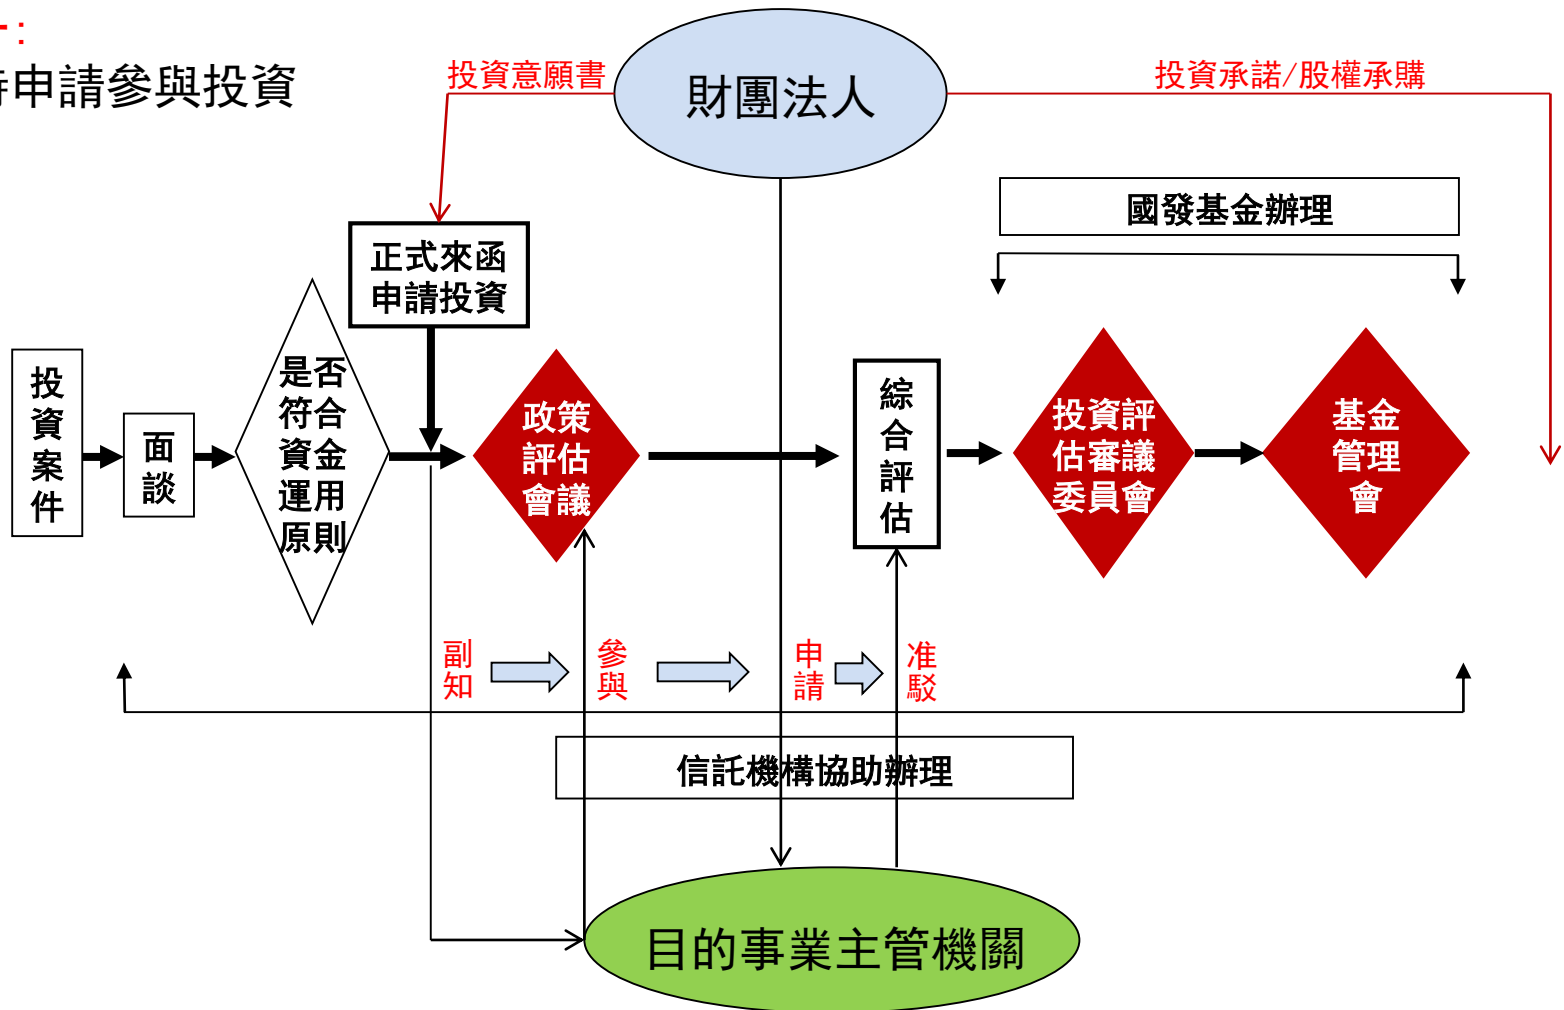 :
申請參與投資
投資意願書
財團法人
投資承諾/股權承購
國發基金辦理
正式來函
申請投資
投
資
案
件
面
談
是否
符合
資金
運用
原則
政策
評估
會議
綜
合
評
估
投資評
估審議
委員會
基金
管理
會
副
知
參
與
申
請
准
駁
信託機構協助辦理
目的事業主管機關